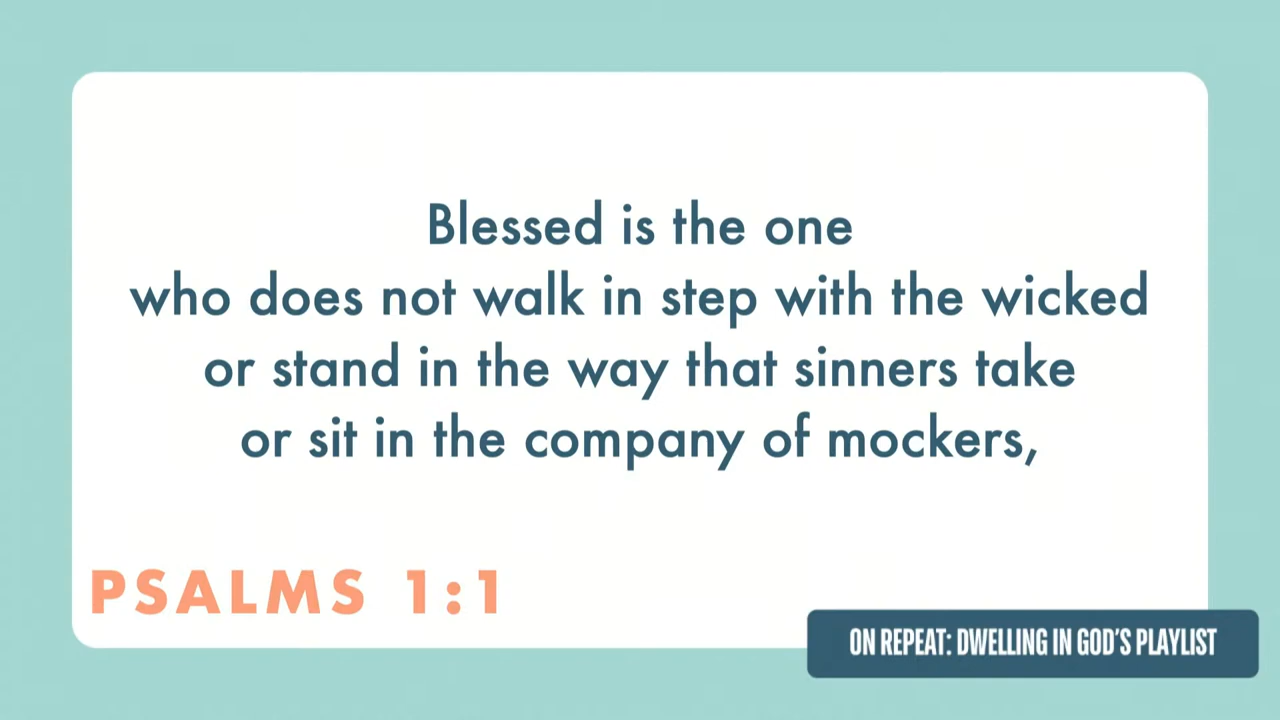 Blessed is the one
who does not walk in step with the wicked
or stand in the way that sinners take
or sit in the company of mockers,
PSALMS 1:1
ON REPEAT: DWELLING IN GOD'S PLAYLIST